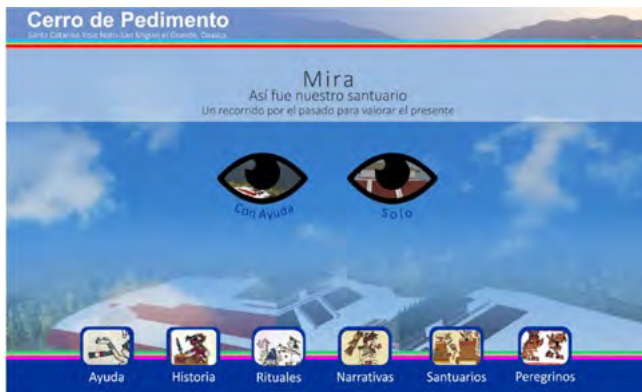 Cerro de Pedimento
Santa Catarina Yosonotú-San Miguel el Grande, Oaxaca
Mira
Así fue nuestro santuario
Un recorrido por el pasado para valorar el presente
Con Ayuda
Solo
Ayuda
Historia
Rituales
Narrativas
Santuarios
Peregrinos